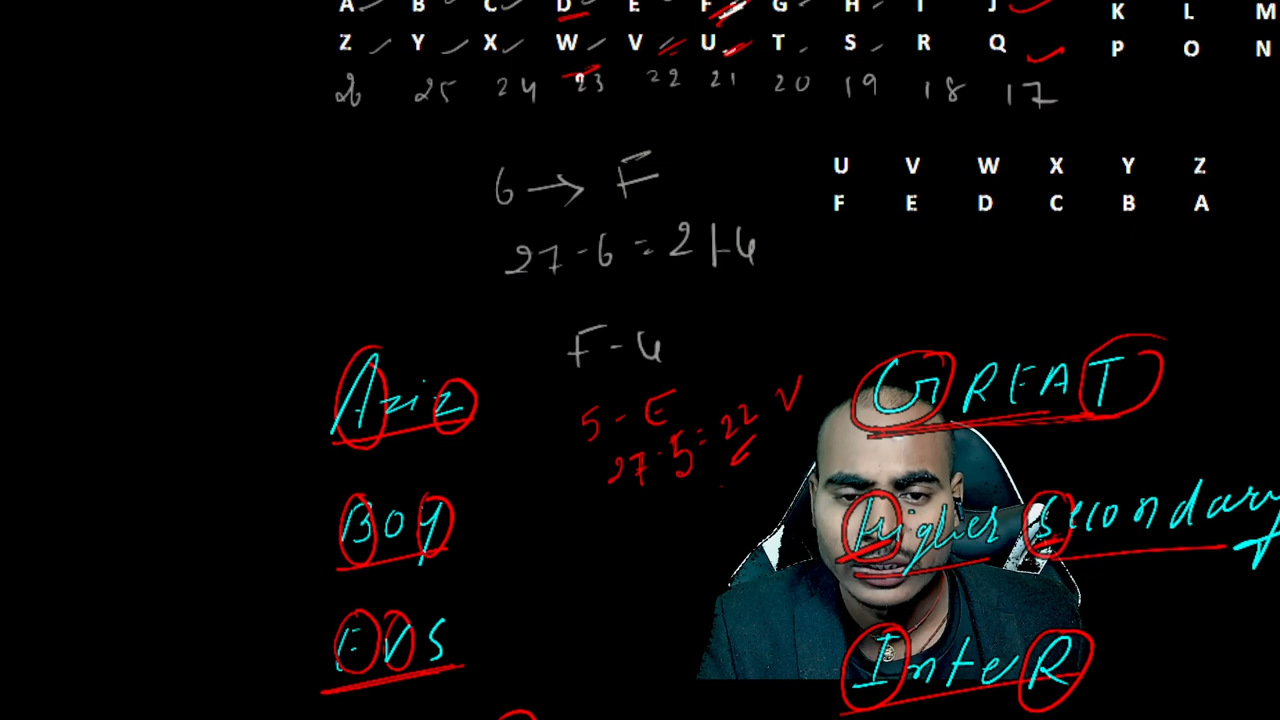 A B C D E F G H I J K L M
Z Y X W V U T S R Q P O N
26 25 24 23 22 21 20 19 18 17
6 → F
27-6 = 21-U
U V W X Y Z
F E D C B A
F-U
5-E
27-5=22 V
Aziz
GREAT
BOY
Higher Secondary
EVS
InteR